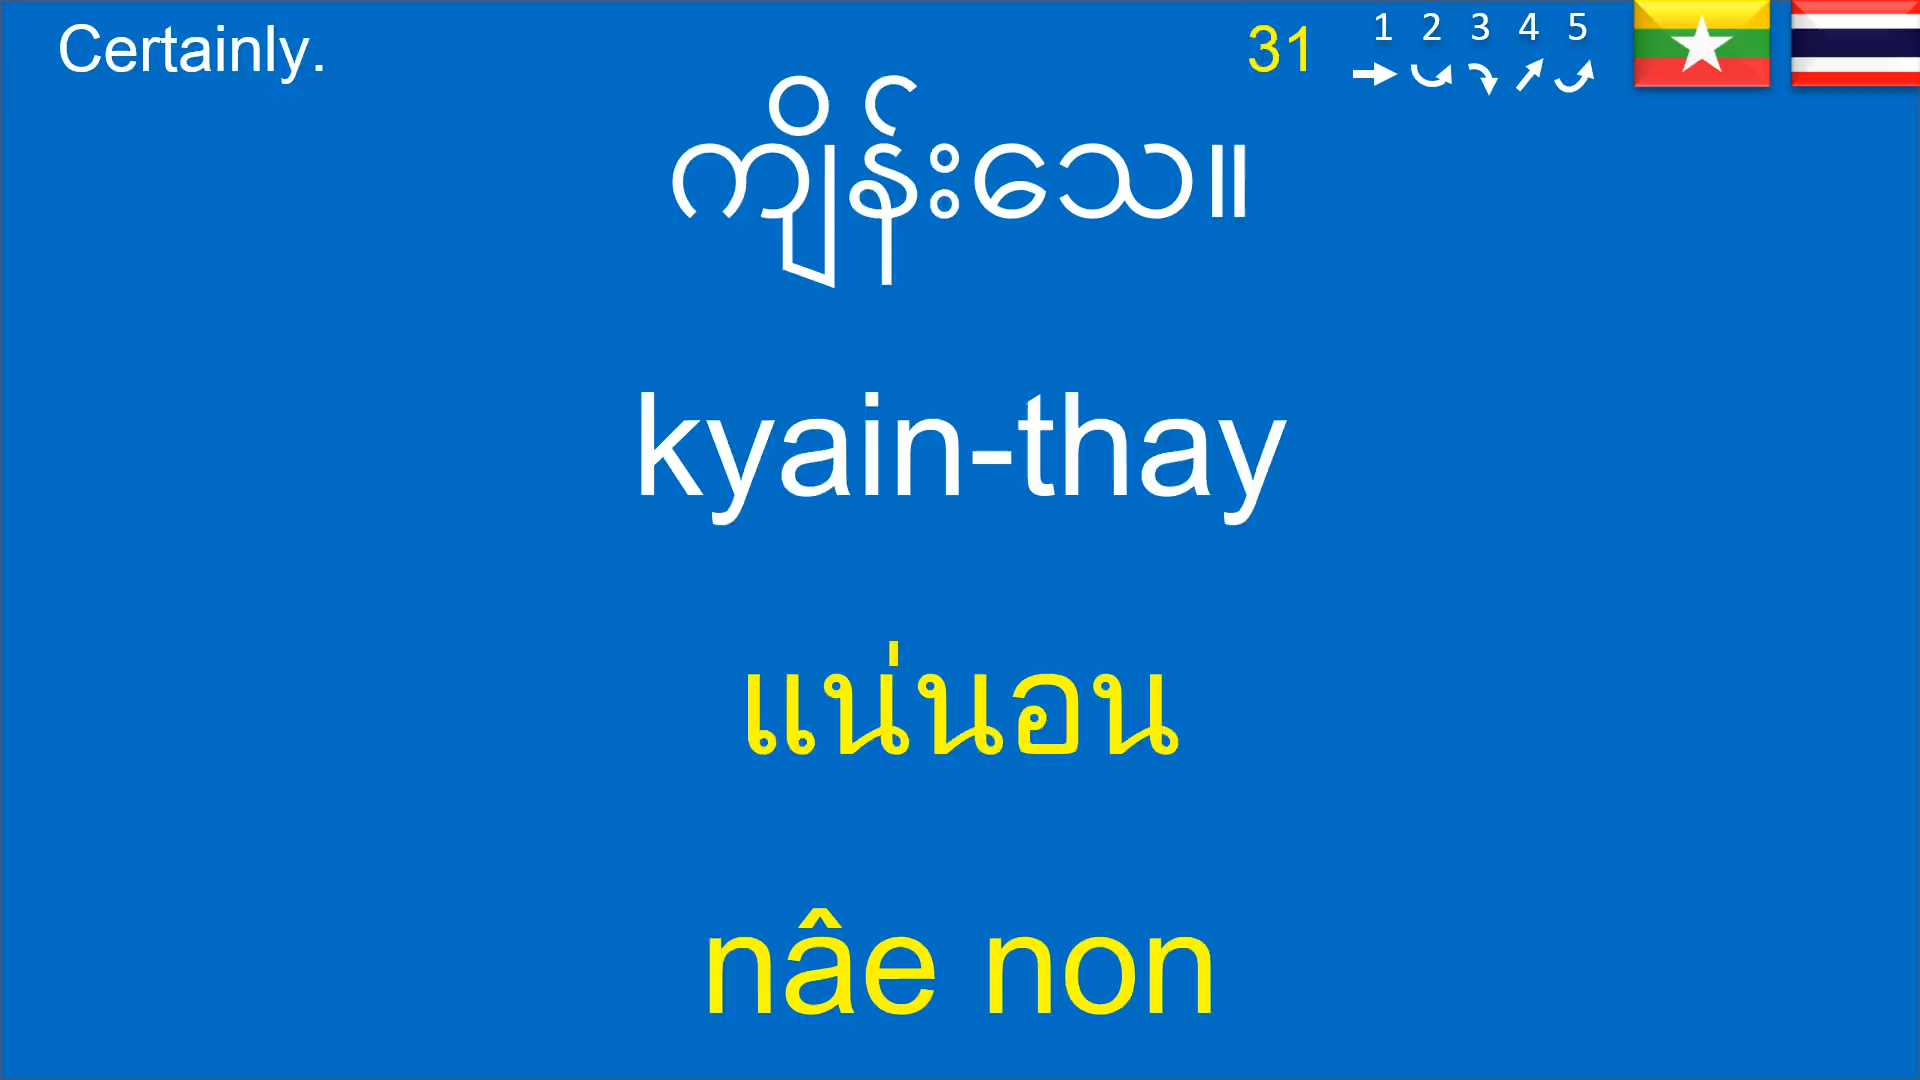 Certainly.
31
1 2 3 4 5
ကျိုန်းသေ။
kyain-thay
แน่นอน
nâe non